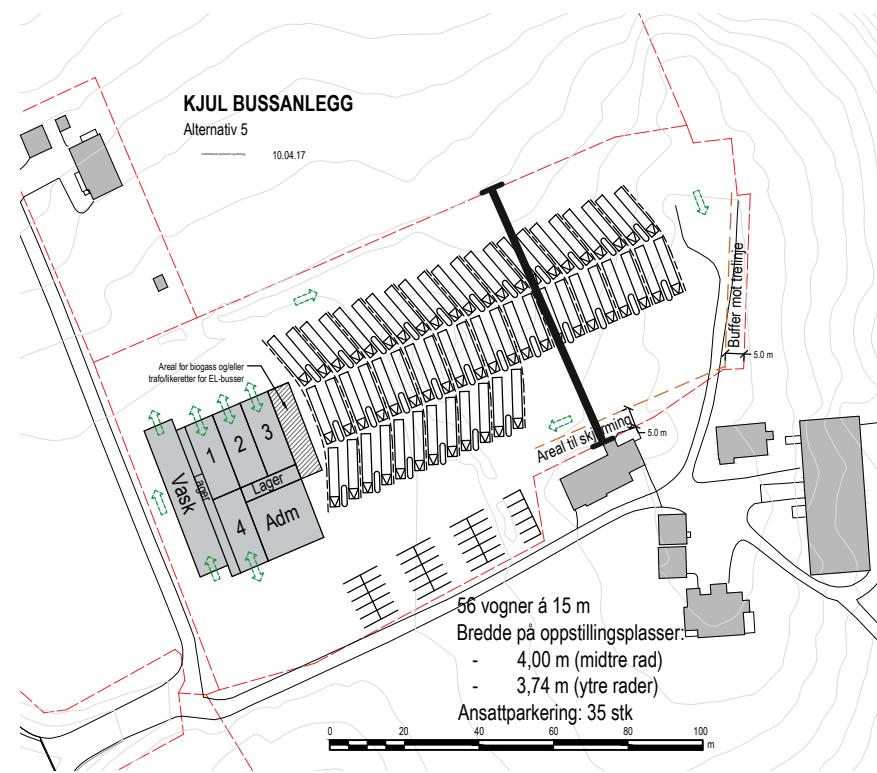 KJUL BUSSANLEGG
Alternativ 5
10.04.17
Areal for biogass og/eller
trafo/likeretter for EL-busser
Buffer mot trelinje
5.0 m
Areal til skjerming
5.0 m
Vask
Lager
1
2
3
Lager
4
Adm
56 vogner á 15 m
Bredde på oppstillingsplasser:
- 4,00 m (midtre rad)
- 3,74 m (ytre rader)
Ansattparkering: 35 stk
0 20 40 60 80 100
m